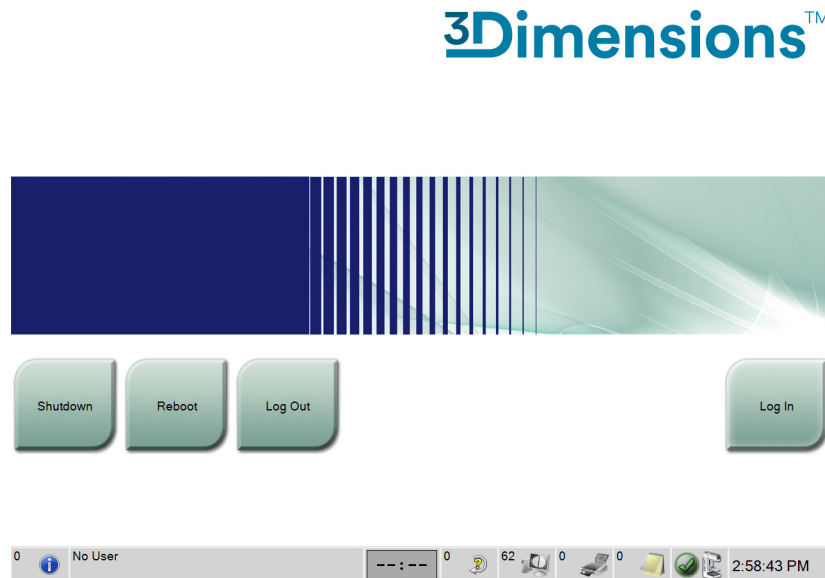 3Dimensions™
Shutdown
Reboot
Log Out
Log In
0
No User
--:--
0
62
0
0
2:58:43 PM